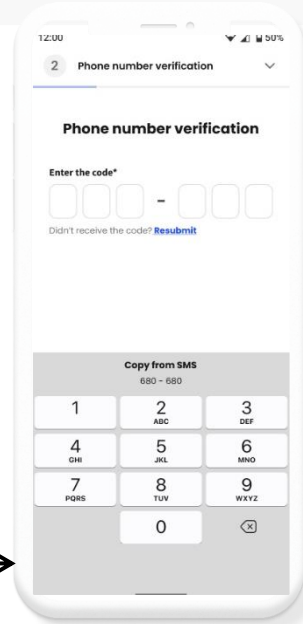 12:00 50%
2 Phone number verification
Phone number verification
Enter the code*
-
Didn't receive the code? Resubmit
Copy from SMS
680 - 680
1 2 3
ABC DEF
4 5 6
GHI JKL MNO
7 8 9
PQRS TUV WXYZ
0